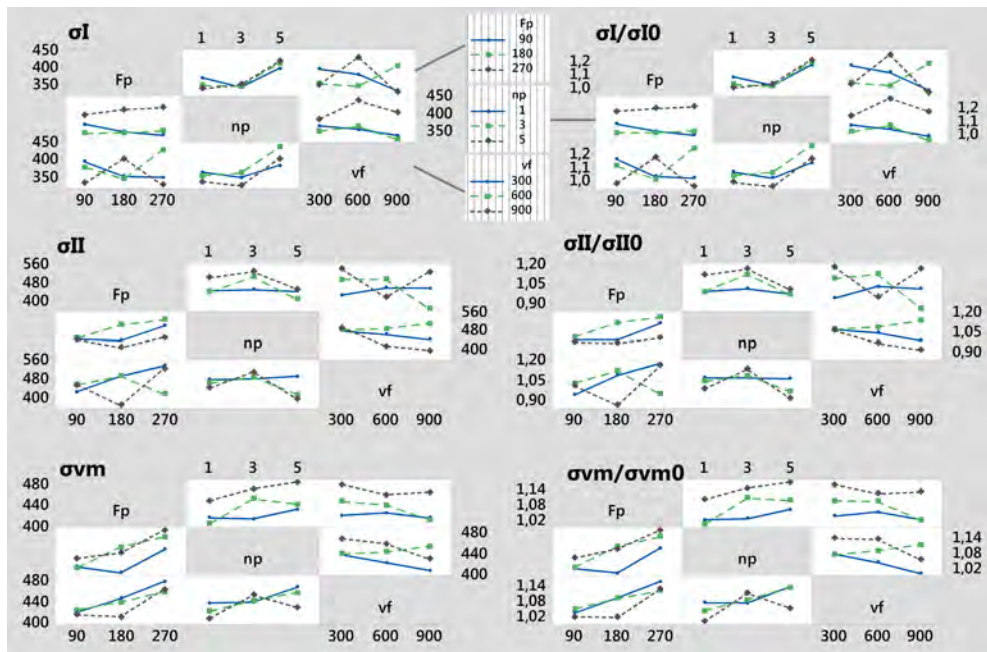 σI
1 3 5
450
400
350
Fp
Fp
90
180
270
450
400
350
np
np
1
3
5
450
400
350
vf
vf
300
600
900
90 180 270
300 600 900
σI/σI0
1 3 5
1,2
1,1
1,0
Fp
np
1,2
1,1
1,0
1,2
1,1
1,0
vf
90 180 270
300 600 900
σII
1 3 5
560
480
400
Fp
560
480
400
np
560
480
400
vf
90 180 270
300 600 900
σII/σII0
1 3 5
1,20
1,05
0,90
Fp
1,20
1,05
0,90
np
1,20
1,05
0,90
vf
90 180 270
300 600 900
σvm
1 3 5
480
440
400
Fp
480
440
400
np
480
440
400
vf
90 180 270
300 600 900
σvm/σvm0
1 3 5
1,14
1,08
1,02
Fp
1,14
1,08
1,02
np
1,14
1,08
1,02
vf
90 180 270
300 600 900